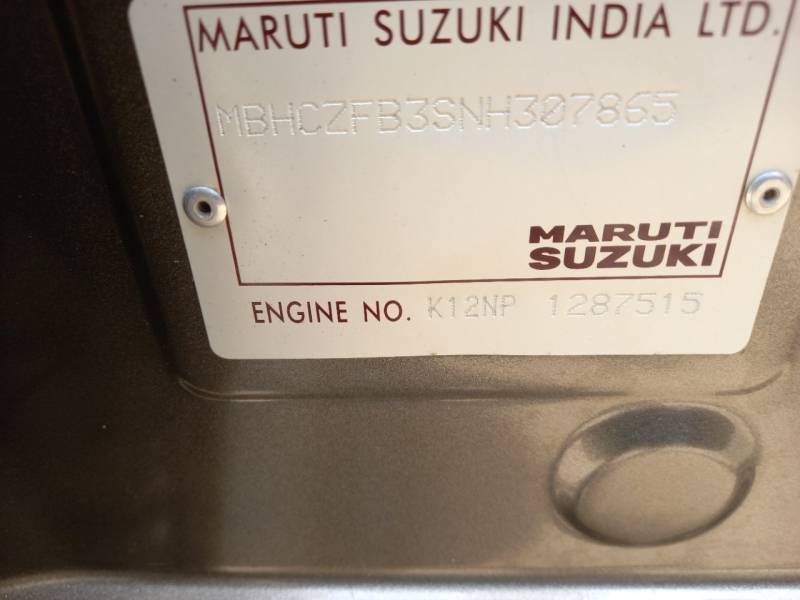 MARUTI SUZUKI INDIA LTD.
MBHCZFB3SNH307865
MARUTI
SUZUKI
ENGINE NO. K12NP 1287515